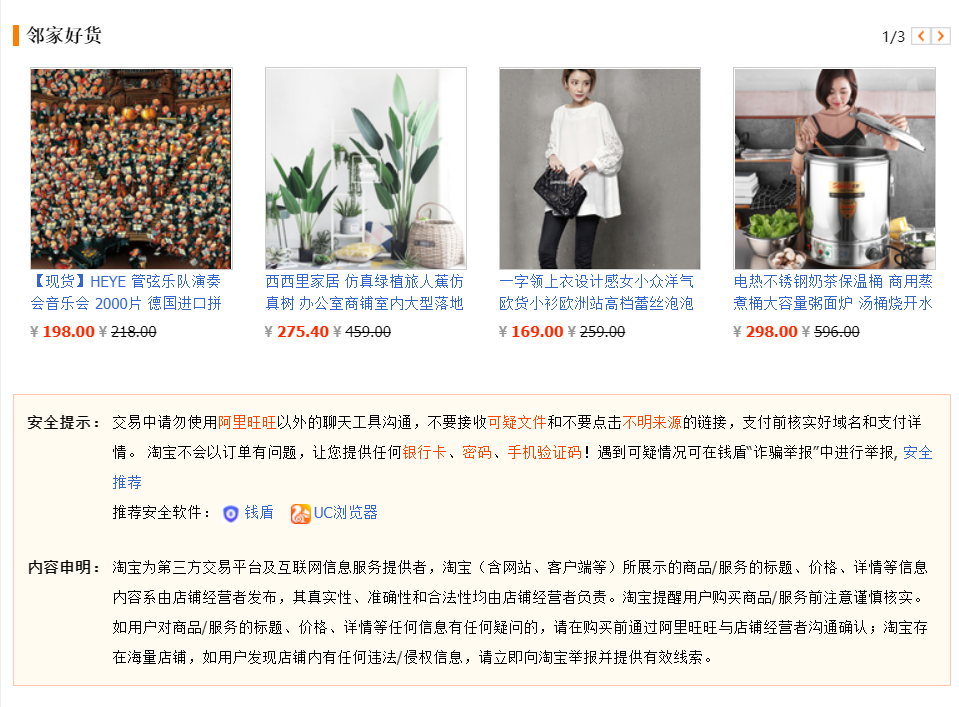 邻家好货
1/3
【现货】HEYE 管弦乐队演奏
会音乐会 2000片 德国进口拼
¥ 198.00 ¥ 218.00
西西里家居 仿真绿植旅人蕉仿
真树 办公室商铺室内大型落地
¥ 275.40 ¥ 459.00
一字领上衣设计感女小众洋气
欧货小衫欧洲站高档蕾丝泡泡
¥ 169.00 ¥ 259.00
电热不锈钢奶茶保温桶 商用蒸
煮桶大容量粥面炉 汤桶烧开水
¥ 298.00 ¥ 596.00
安全提示： 交易中请勿使用阿里旺旺以外的聊天工具沟通，不要接收可疑文件和不要点击不明来源的链接，支付前核实好域名和支付详
情。 淘宝不会以订单有问题，让您提供任何银行卡、密码、手机验证码！遇到可疑情况可在钱盾“诈骗举报”中进行举报, 安全
推荐
推荐安全软件： 钱盾 UC浏览器
内容申明： 淘宝为第三方交易平台及互联网信息服务提供者，淘宝（含网站、客户端等）所展示的商品/服务的标题、价格、详情等信息
内容系由店铺经营者发布，其真实性、准确性和合法性均由店铺经营者负责。淘宝提醒用户购买商品/服务前注意谨慎核实。
如用户对商品/服务的标题、价格、详情等任何信息有任何疑问的，请在购买前通过阿里旺旺与店铺经营者沟通确认；淘宝存
在海量店铺，如用户发现店铺内有任何违法/侵权信息，请立即向淘宝举报并提供有效线索。